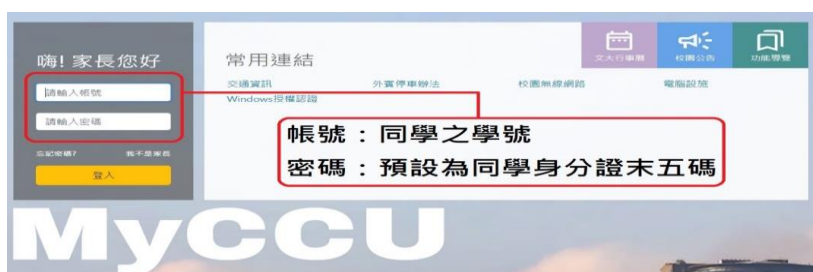 嗨! 家長您好
請輸入帳號
請輸入密碼
忘記密碼? 我不是家長
登入
常用連結
文大行事曆 校園公告 功能導覽
交通資訊 外賓停車辦法 校園無線網路 電腦設施
Windows授權認證
帳號：同學之學號
密碼：預設為同學身分證末五碼
MyCCU